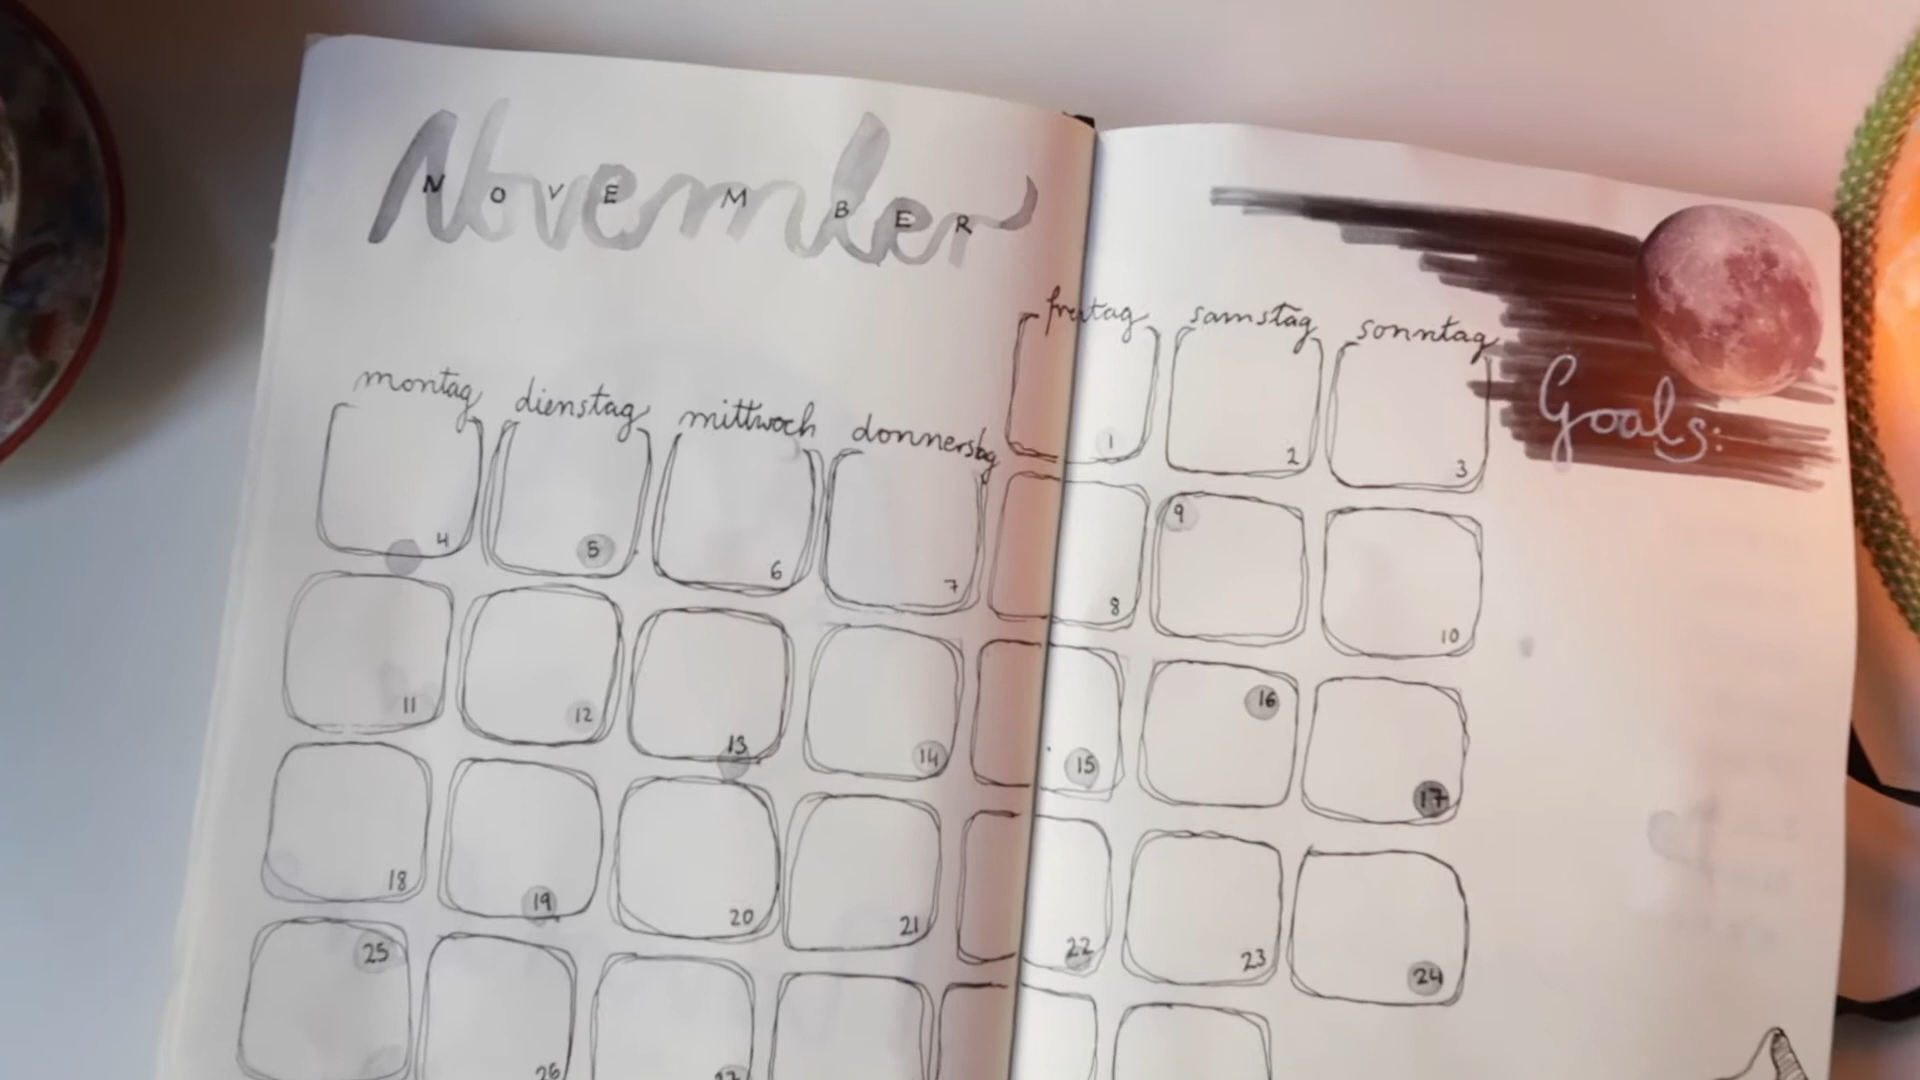 November
NOVEMBER
freitag samstag sonntag
Goals:
montag dienstag mittwoch donnerstag
1 2 3
4 5 6 7 8 9 10
11 12 13 14 15 16 17
18 19 20 21 22 23 24
25 26 27